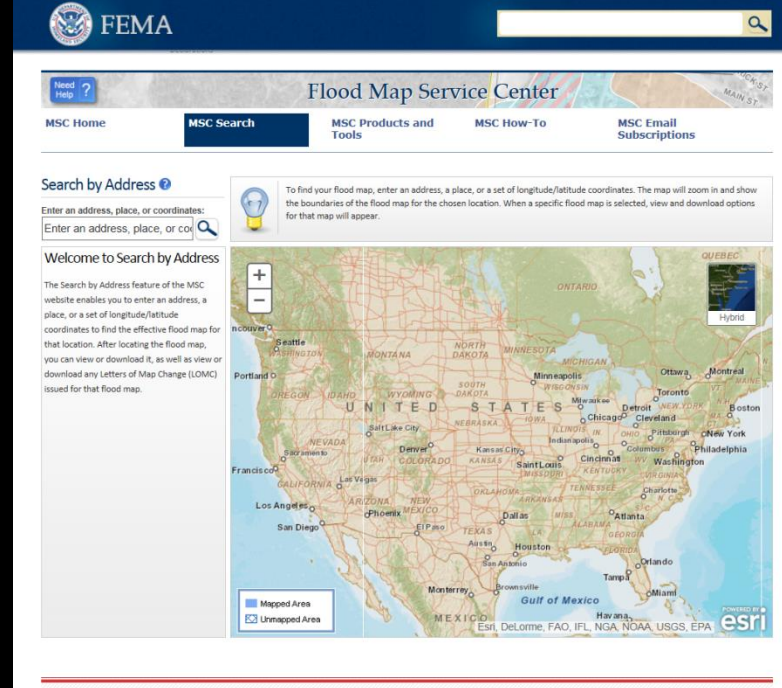 FEMA
Need
Help ?
Flood Map Service Center
MAIN ST
MSC Home
MSC Search
MSC Products and
Tools
MSC How-To
MSC Email
Subscriptions
Search by Address ?
Enter an address, place, or coordinates:
Enter an address, place, or coo
To find your flood map, enter an address, a place, or a set of longitude/latitude coordinates. The map will zoom in and show
the boundaries of the flood map for the chosen location. When a specific flood map is selected, view and download options
for that map will appear.
Welcome to Search by Address
The Search by Address feature of the MSC
website enables you to enter an address, a
place, or a set of longitude/latitude
coordinates to find the effective flood map for
that location. After locating the flood map,
you can view or download it, as well as view or
download any Letters of Map Change (LOMC)
issued for that flood map.
+
−
QUEBEC
ONTARIO
Hybrid
ncouver
Seattle
WASHINGTON
MONTANA
NORTH
DAKOTA
MINNESOTA
MICHIGAN
Ottawa
Montreal
MAINE
Portland
Minneapolis
SOUTH
DAKOTA
WISCONSIN
Toronto
VT
N H
OREGON
IDAHO
WYOMING
Milwaukee
Detroit
NEW YORK
Boston
UNITED STATES
NEBRASKA
IOWA
Chicago
Cleveland
Salt Lake City
ILLINOIS
IN
OHIO
PA
Pittsburgh
New York
NEVADA
Indianapolis
Columbus
Philadelphia
Sacramento
UTAH
Denver
COLORADO
Kansas City
KANSAS
Saint Louis
MISSOURI
Cincinnati
WV
Washington
Francisco
KENTUCKY
VIRGINIA
CALIFORNIA
Las Vegas
TENNESSEE
Charlotte
N C
OKLAHOMA
ARKANSAS
Los Angeles
ARIZONA
Phoenix
NEW
MEXICO
Dallas
MISS
ALABAMA
Atlanta
San Diego
El Paso
TEXAS
LA
GEORGIA
Austin
Houston
FLORIDA
San Antonio
Orlando
Tampa
Monterrey
Brownsville
Miami
Gulf of Mexico
Mapped Area
Unmapped Area
MEXICO
Havana
Esri, DeLorme, FAO, IFL, NGA, NOAA, USGS, EPA
POWERED BY
esri